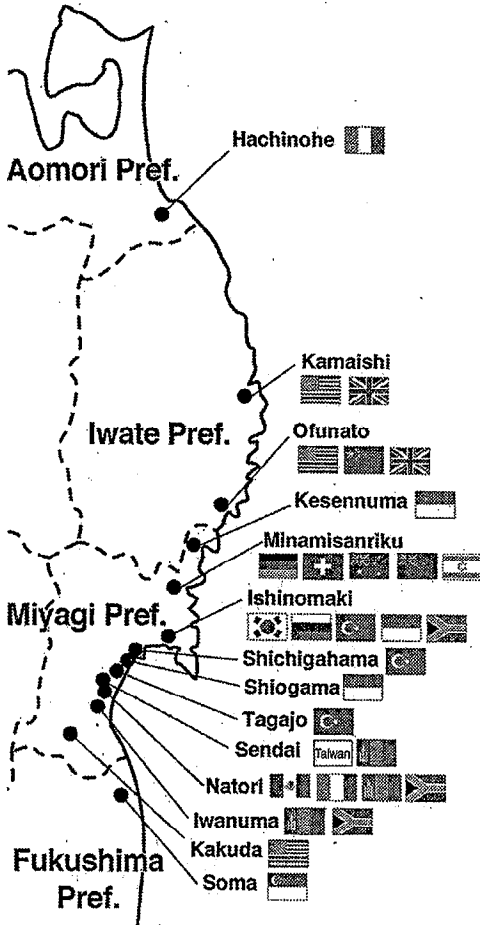 Hachinohe
Aomori Pref.
Kamaishi
Iwate Pref.
Ofunato
Kesennuma
Minamisanriku
Miyagi Pref.
Ishinomaki
Shichigahama
Shiogama
Tagajo
Sendai Taiwan
Natori
Iwanuma
Kakuda
Fukushima
Pref.
Soma